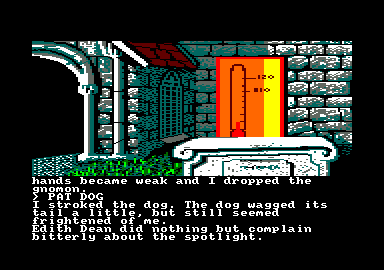 120
810
hands became weak and I dropped the
gnomon.
> PAT DOG
I stroked the dog. The dog wagged its
tail a little, but still seemed
frightened of me.
Edith Dean did nothing but complain
bitterly about the spotlight.